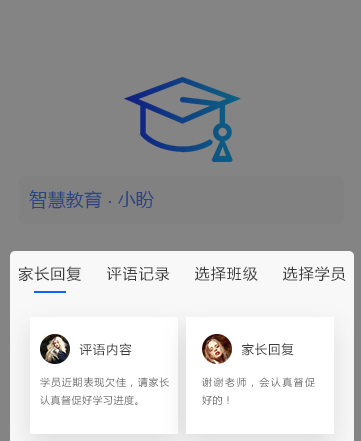 智慧教育 · 小盼
家长回复 评语记录 选择班级 选择学员
评语内容
学员近期表现欠佳，请家长
认真督促好学习进度。
家长回复
谢谢老师，会认真督促
好的！